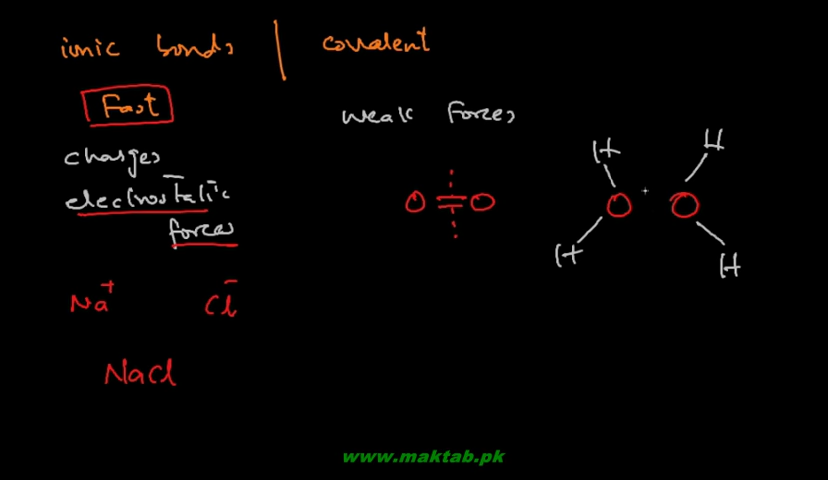 ionic bonds | covalent
Fast
weak forces
charges
electrostatic
forces
O = O
H H
O O
H H
Na+ Cl-
NaCl
www.maktab.pk